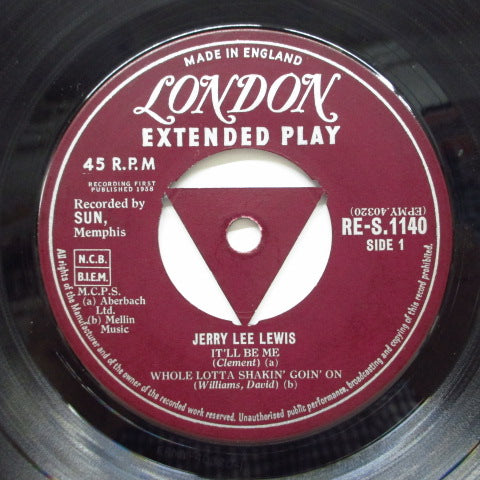 MADE IN ENGLAND
LONDON
EXTENDED PLAY
45 R.P.M
RECORDING FIRST
PUBLISHED 1958
Recorded by
SUN,
Memphis
(EPMY.40320)
RE-S.1140
SIDE 1
N.C.B.
B.I.E.M.
M.C.P.S.
(a) Aberbach
Ltd.
(b) Mellin
Music
JERRY LEE LEWIS
IT'LL BE ME
(Clement) (a)
WHOLE LOTTA SHAKIN' GOIN' ON
(Williams, David) (b)
All rights of the Manufacturer and of the owner of the recorded work reserved. Unauthorised public performance, broadcasting and copying of this record prohibited.